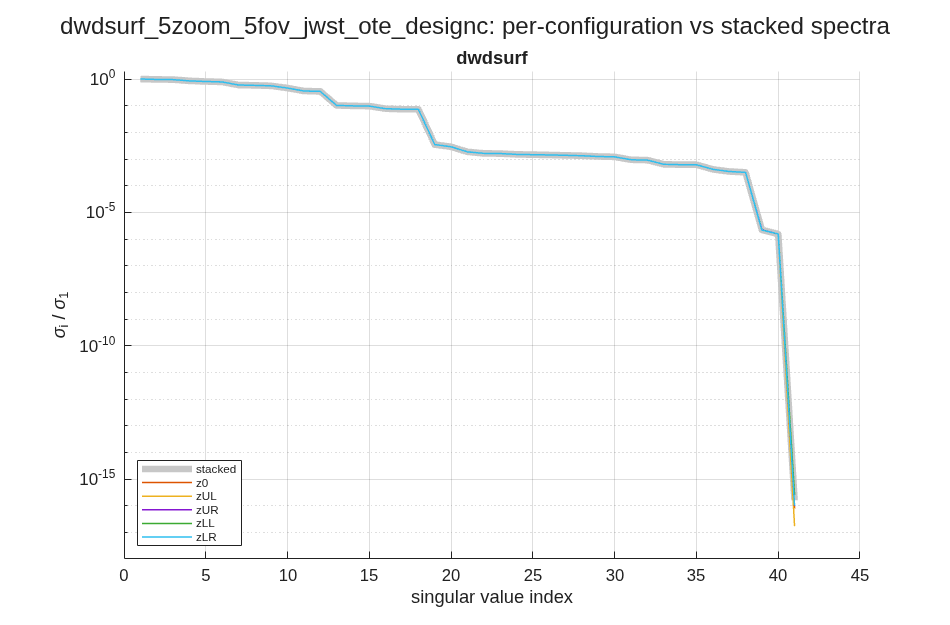 dwdsurf_5zoom_5fov_jwst_ote_designc: per-configuration vs stacked spectra
dwdsurf
10^0
10^-5
10^-10
10^-15
σ_i / σ_1
stacked
z0
zUL
zUR
zLL
zLR
0 5 10 15 20 25 30 35 40 45
singular value index